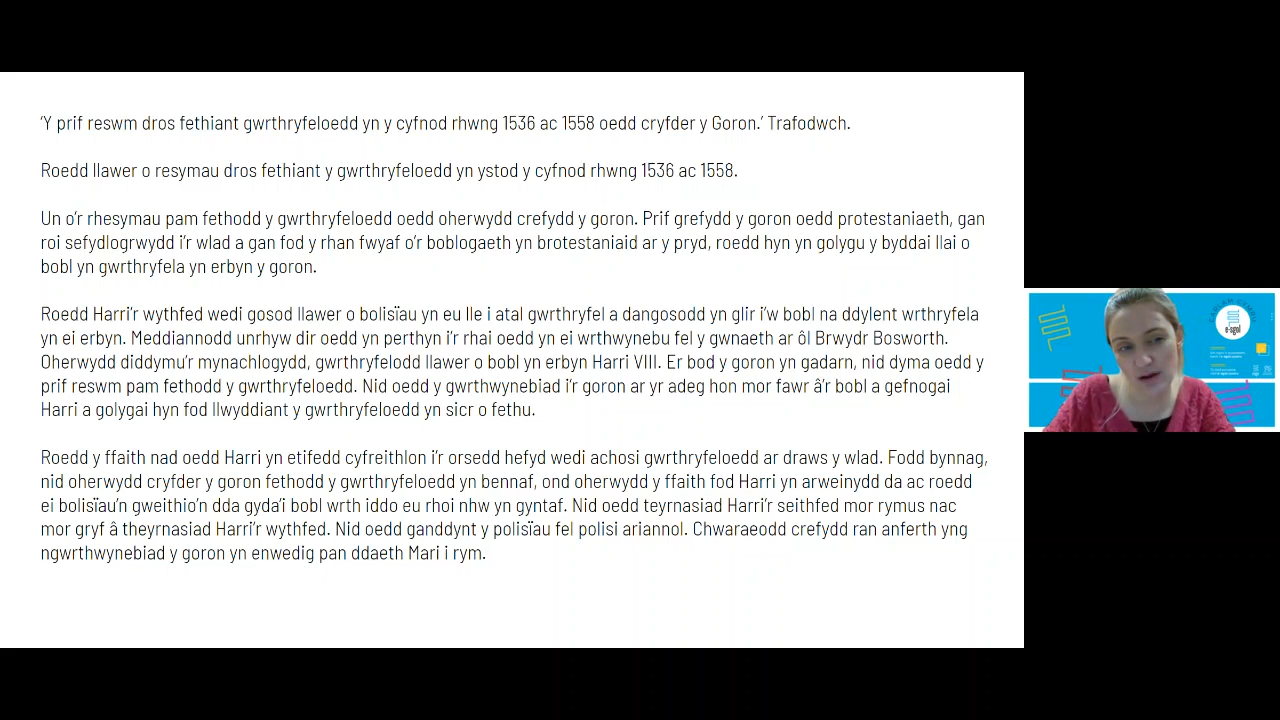 ‘Y prif reswm dros fethiant gwrthryfeloedd yn y cyfnod rhwng 1536 ac 1558 oedd cryfder y Goron.’ Trafodwch.
Roedd llawer o resymau dros fethiant y gwrthryfeloedd yn ystod y cyfnod rhwng 1536 ac 1558.
Un o’r rhesymau pam fethodd y gwrthryfeloedd oedd oherwydd crefydd y goron. Prif grefydd y goron oedd protestaniaeth, gan
roi sefydlogrwydd i’r wlad a gan fod y rhan fwyaf o’r boblogaeth yn brotestaniaid ar y pryd, roedd hyn yn golygu y byddai llai o
bobl yn gwrthryfela yn erbyn y goron.
Roedd Harri’r wythfed wedi gosod llawer o bolisïau yn eu lle i atal gwrthryfel a dangosodd yn glir i’w bobl na ddylent wrthryfela
yn ei erbyn. Meddiannodd unrhyw dir oedd yn perthyn i’r rhai oedd yn ei wrthwynebu fel y gwnaeth ar ôl Brwydr Bosworth.
Oherwydd diddymu’r mynachlogydd, gwrthryfelodd llawer o bobl yn erbyn Harri VIII. Er bod y goron yn gadarn, nid dyma oedd y
prif reswm pam fethodd y gwrthryfeloedd. Nid oedd y gwrthwynebiad i’r goron ar yr adeg hon mor fawr â’r bobl a gefnogai
Harri a golygai hyn fod llwyddiant y gwrthryfeloedd yn sicr o fethu.
Roedd y ffaith nad oedd Harri yn etifedd cyfreithlon i’r orsedd hefyd wedi achosi gwrthryfeloedd ar draws y wlad. Fodd bynnag,
nid oherwydd cryfder y goron fethodd y gwrthryfeloedd yn bennaf, ond oherwydd y ffaith fod Harri yn arweinydd da ac roedd
ei bolisïau’n gweithio’n dda gyda’i bobl wrth iddo eu rhoi nhw yn gyntaf. Nid oedd teyrnasiad Harri’r seithfed mor rymus nac
mor gryf â theyrnasiad Harri’r wythfed. Nid oedd ganddynt y polisïau fel polisi ariannol. Chwaraeodd crefydd ran anferth yng
ngwrthwynebiad y goron yn enwedig pan ddaeth Mari i rym.
e-sgol